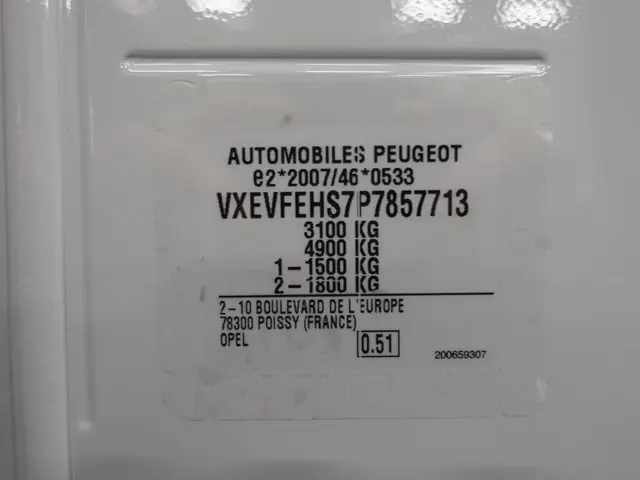 AUTOMOBILES PEUGEOT
e2*2007/46*0533
VXEVFEHS7P7857713
3100 KG
4900 KG
1-1500 KG
2-1800 KG
2-10 BOULEVARD DE L'EUROPE
78300 POISSY (FRANCE)
OPEL
0.51
200659307